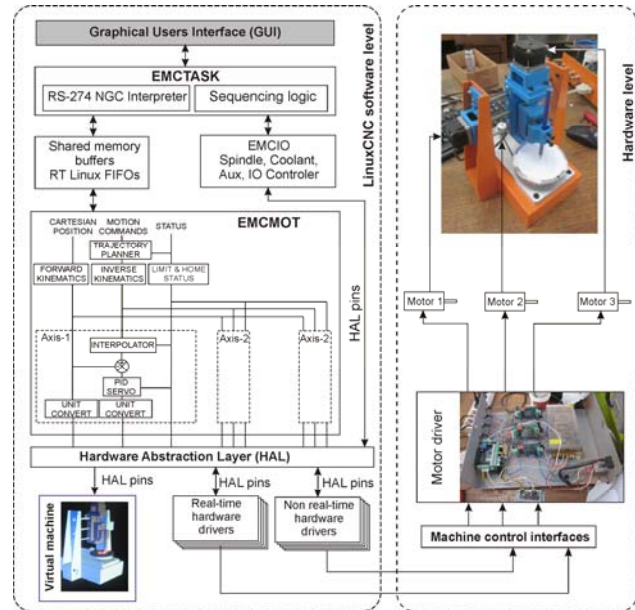 Graphical Users Interface (GUI)
EMCTASK
RS-274 NGC Interpreter
Sequencing logic
Shared memory
buffers
RT Linux FIFOs
EMCIO
Spindle, Coolant,
Aux, IO Controler
LinuxCNC software level
EMCMOT
CARTESIAN
POSITION
MOTION
COMMANDS
STATUS
TRAJECTORY
PLANNER
FORWARD
KINEMATICS
INVERSE
KINEMATICS
LIMIT & HOME
STATUS
HAL pins
Axis-1
Axis-2
Axis-2
INTERPOLATOR
PID
SERVO
UNIT
CONVERT
UNIT
CONVERT
Hardware Abstraction Layer (HAL)
HAL pins
HAL pins
HAL pins
Virtual machine
Real-time
hardware
drivers
Non real-time
hardware
drivers
Hardware level
Motor 1
Motor 2
Motor 3
Motor driver
Machine control interfaces